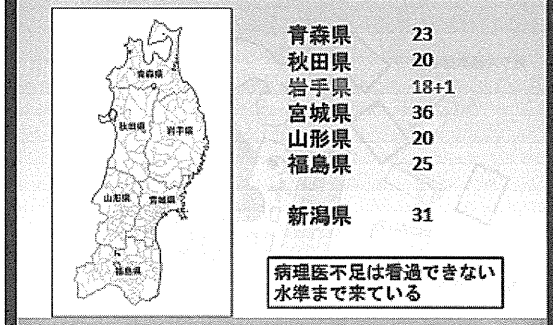 青森県 23
秋田県 20
岩手県 18+1
宮城県 36
山形県 20
福島県 25
新潟県 31
病理医不足は看過できない
水準まで来ている
青森県
秋田県
岩手県
山形県
宮城県
福島県